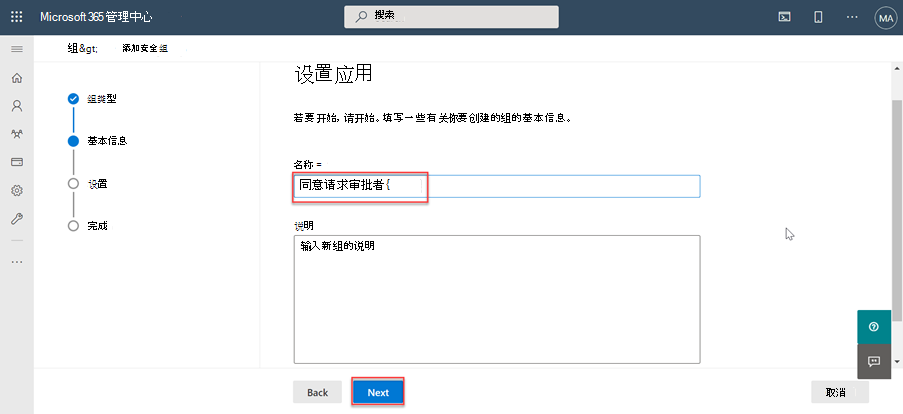 Microsoft 365 管理中心
搜索
MA
组&gt;
添加安全组
设置应用
组类型
若要开始, 请开始。填写一些有关你要创建的组的基本信息。
基本信息
名称 =
同意请求审批者{
设置
完成
说明
输入新组的说明
Back
Next
取消